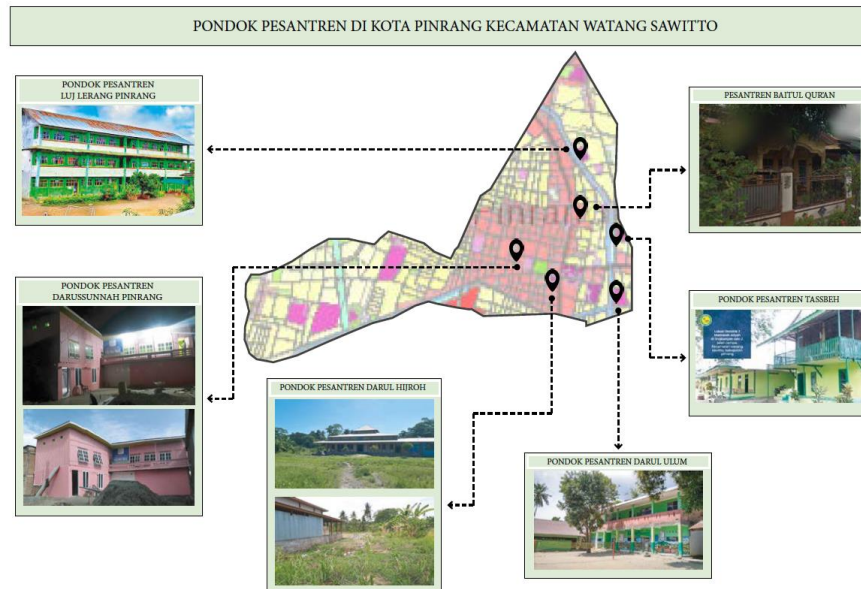 PONDOK PESANTREN DI KOTA PINRANG KECAMATAN WATANG SAWITTO
PONDOK PESANTREN
LUJ LERANG PINRANG
PESANTREN BAITUL QUR'AN
PONDOK PESANTREN
DARUSSUNNAH PINRANG
PONDOK PESANTREN TASSBEH
PONDOK PESANTREN DARUL HIJROH
PONDOK PESANTREN DARUL ULUM